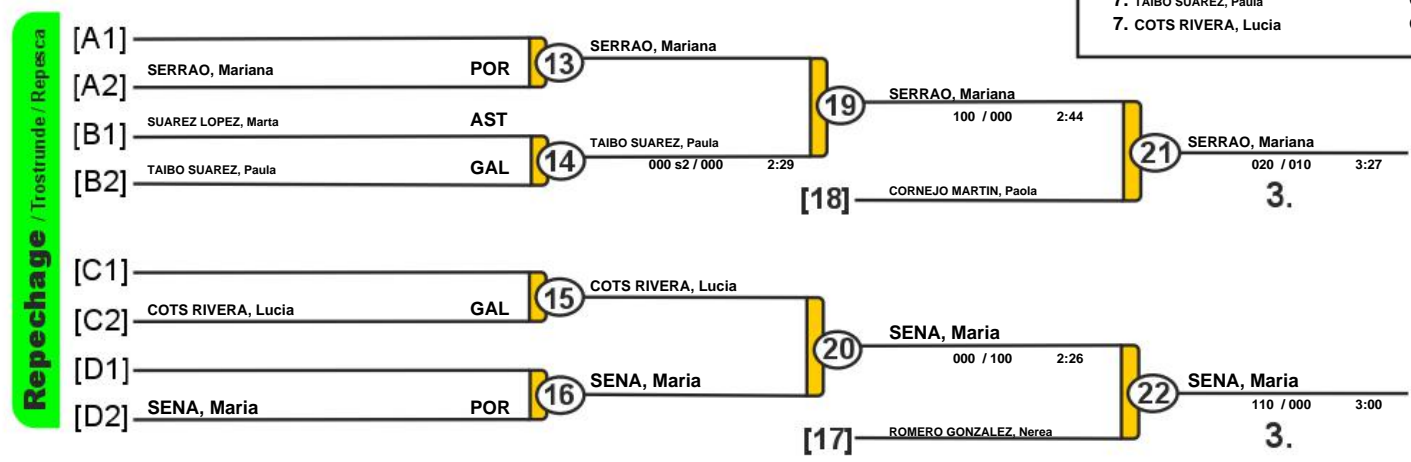 7. TAIBO SUAREZ, Paula
7. COTS RIVERA, Lucia
Repechage / Trostrunde / Repesca
[A1]
SERRAO, Mariana POR
[A2]
13
SERRAO, Mariana
SUAREZ LOPEZ, Marta AST
[B1]
TAIBO SUAREZ, Paula GAL
[B2]
14
TAIBO SUAREZ, Paula
000 s2 / 000 2:29
19
SERRAO, Mariana
100 / 000 2:44
[18]
CORNEJO MARTIN, Paola
21
SERRAO, Mariana
020 / 010 3:27
3.
[C1]
COTS RIVERA, Lucia GAL
[C2]
15
COTS RIVERA, Lucia
[D1]
SENA, Maria POR
[D2]
16
SENA, Maria
20
SENA, Maria
000 / 100 2:26
[17]
ROMERO GONZALEZ, Nerea
22
SENA, Maria
110 / 000 3:00
3.